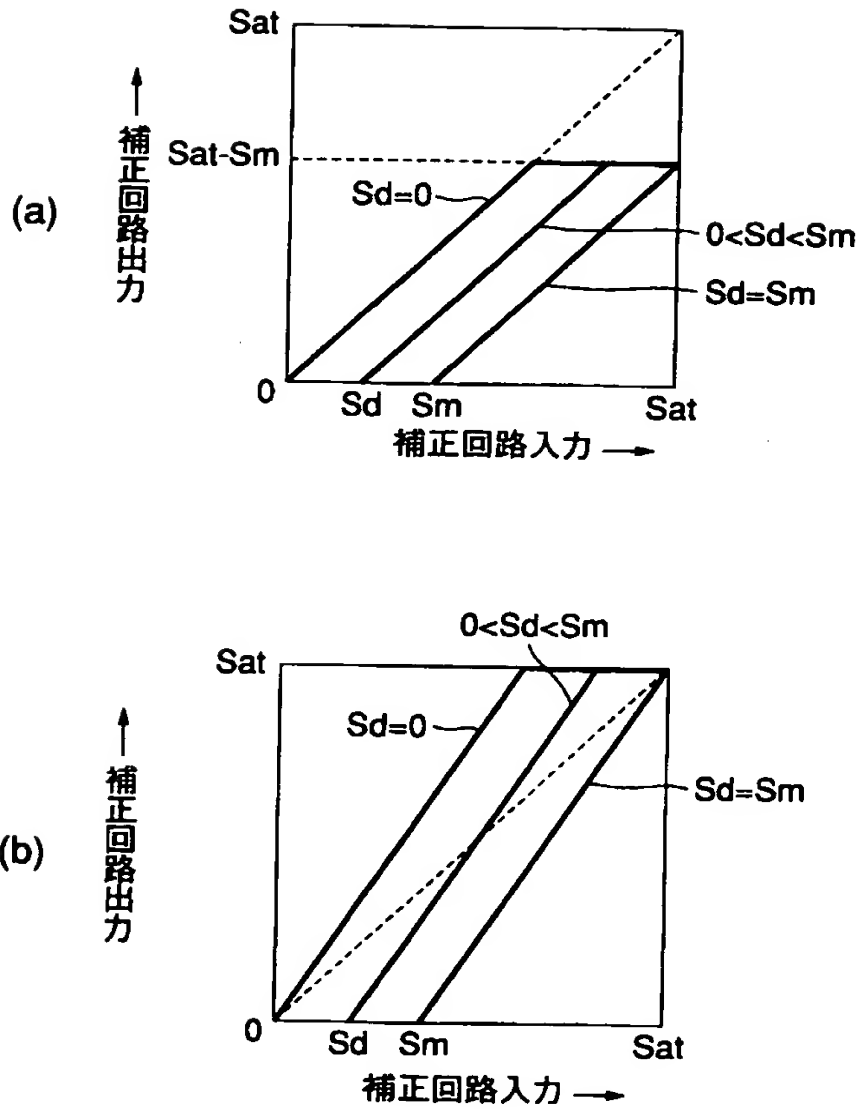 (a)
Sat
Sat-Sm
↑補正回路出力
Sd=0
0<Sd<Sm
Sd=Sm
0
Sd
Sm
Sat
補正回路入力→
(b)
0<Sd<Sm
Sat
↑補正回路出力
Sd=0
Sd=Sm
0
Sd
Sm
Sat
補正回路入力→